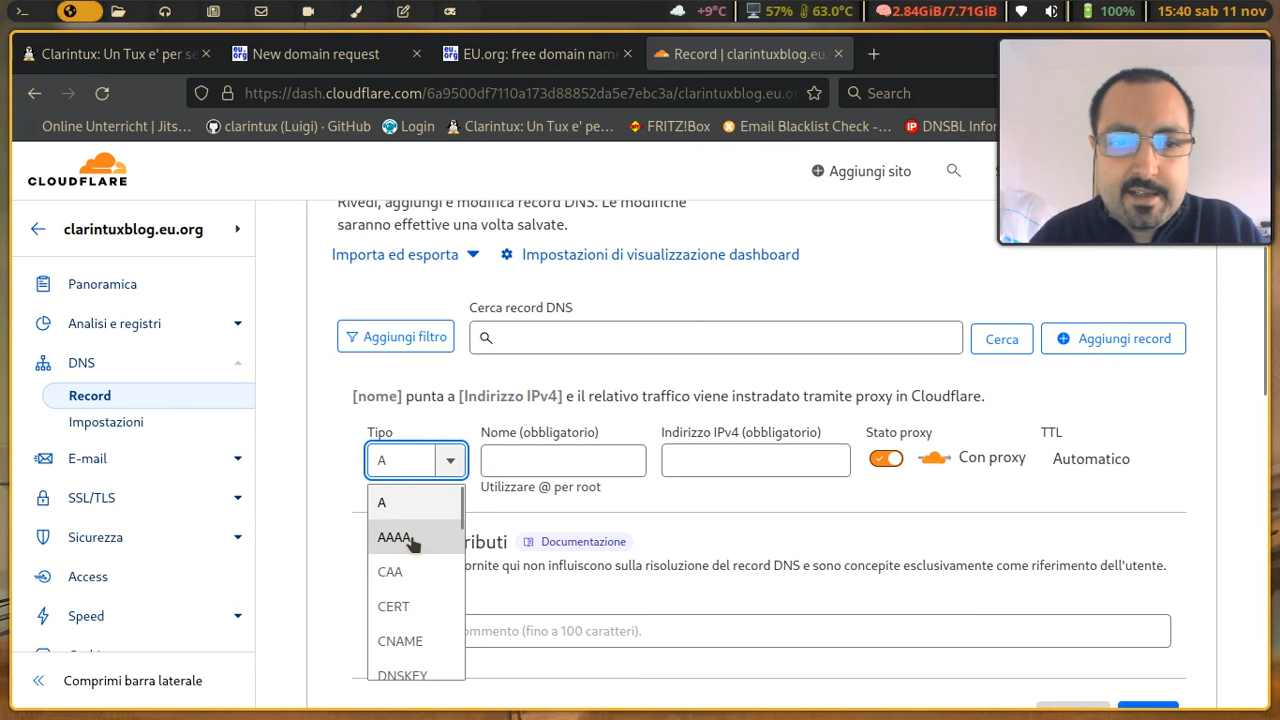 +9°C 57% 63.0°C 2.84GiB/7.71GiB 100% 15:40 sab 11 nov
Clarintux: Un Tux e' per se
New domain request
EU.org: free domain name
Record | clarintuxblog.eu.
https://dash.cloudflare.com/6a9500df7110a173d88852da5e7ebc3a/clarintuxblog.eu.or
Search
Online Unterricht | Jits…
clarintux (Luigi) · GitHub
Login
Clarintux: Un Tux e' pe…
FRITZ!Box
Email Blacklist Check -…
IP DNSBL Infor
CLOUDFLARE
Aggiungi sito
clarintuxblog.eu.org
Panoramica
Analisi e registri
DNS
Record
Impostazioni
E-mail
SSL/TLS
Sicurezza
Access
Speed
Comprimi barra laterale
Rivedi, aggiungi e modifica record DNS. Le modifiche
saranno effettive una volta salvate.
Importa ed esporta
Impostazioni di visualizzazione dashboard
Cerca record DNS
Aggiungi filtro
Cerca
Aggiungi record
[nome] punta a [Indirizzo IPv4] e il relativo traffico viene instradato tramite proxy in Cloudflare.
Tipo
Nome (obbligatorio)
Indirizzo IPv4 (obbligatorio)
Stato proxy
TTL
A
Con proxy
Automatico
Utilizzare @ per root
A
AAAA
CAA
CERT
CNAME
DNSKEY
ributi
Documentazione
ornite qui non influiscono sulla risoluzione del record DNS e sono concepite esclusivamente come riferimento dell'utente.
ommento (fino a 100 caratteri).